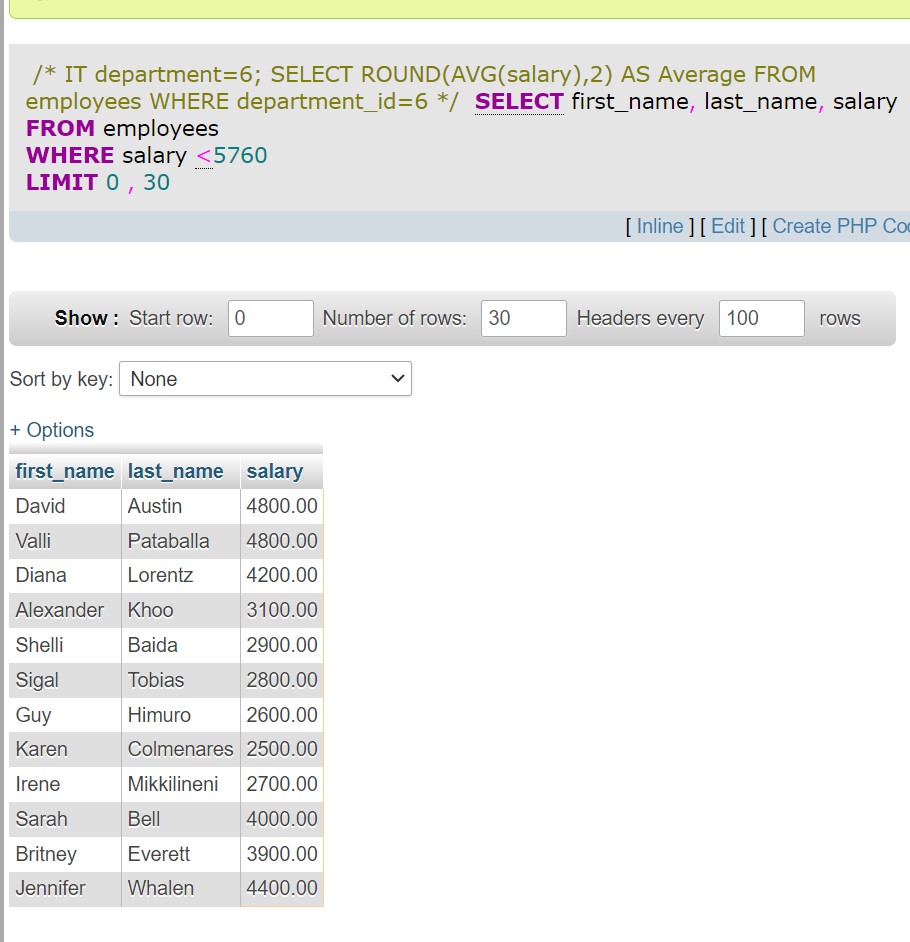 /* IT department=6; SELECT ROUND(AVG(salary),2) AS Average FROM
employees WHERE department_id=6 */ SELECT first_name, last_name, salary
FROM employees
WHERE salary <5760
LIMIT 0 , 30
[ Inline ] [ Edit ] [ Create PHP Co
Show : Start row: 0 Number of rows: 30 Headers every 100 rows
Sort by key: None
+ Options
first_name last_name salary
David Austin 4800.00
Valli Pataballa 4800.00
Diana Lorentz 4200.00
Alexander Khoo 3100.00
Shelli Baida 2900.00
Sigal Tobias 2800.00
Guy Himuro 2600.00
Karen Colmenares 2500.00
Irene Mikkilineni 2700.00
Sarah Bell 4000.00
Britney Everett 3900.00
Jennifer Whalen 4400.00